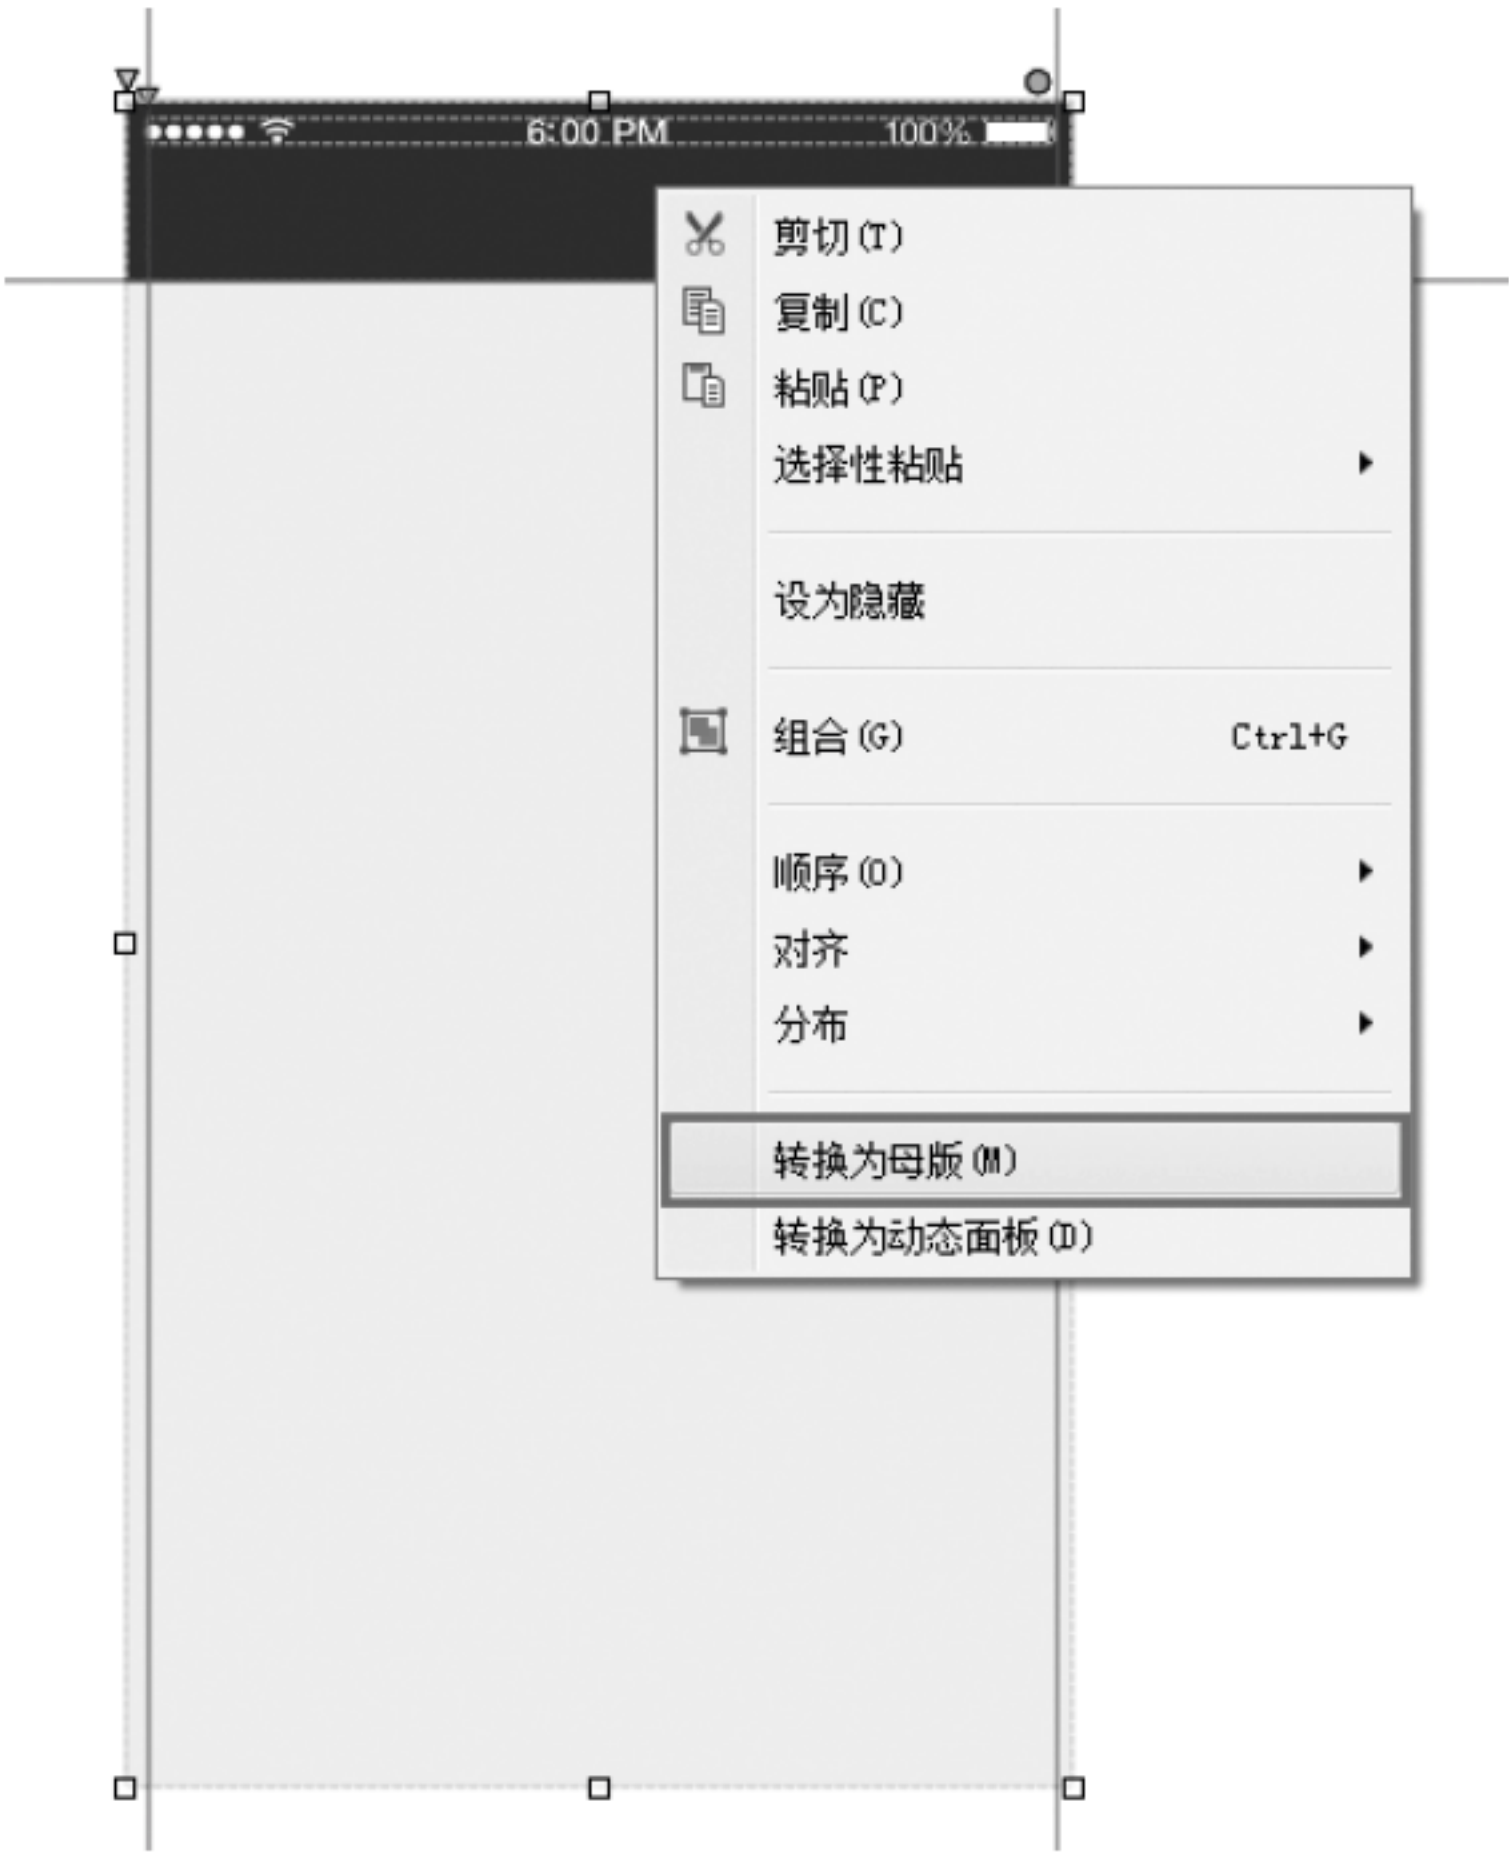 6:00 PM 100%
剪切(T)
复制(C)
粘贴(P)
选择性粘贴
设为隐藏
组合(G) Ctrl+G
顺序(O)
对齐
分布
转换为母版(M)
转换为动态面板(D)